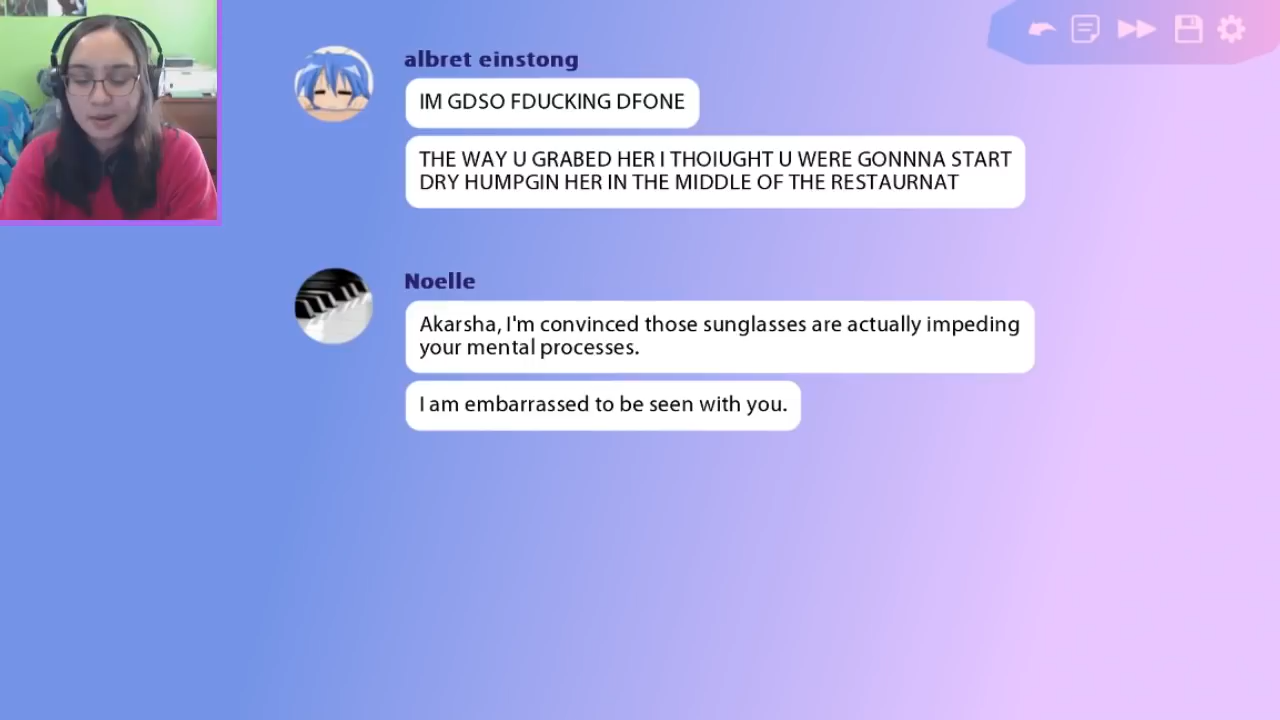 albret einstong
IM GDSO FDUCKING DFONE
THE WAY U GRABED HER I THOIUGHT U WERE GONNNA START
DRY HUMPGIN HER IN THE MIDDLE OF THE RESTAURNAT
Noelle
Akarsha, I'm convinced those sunglasses are actually impeding
your mental processes.
I am embarrassed to be seen with you.